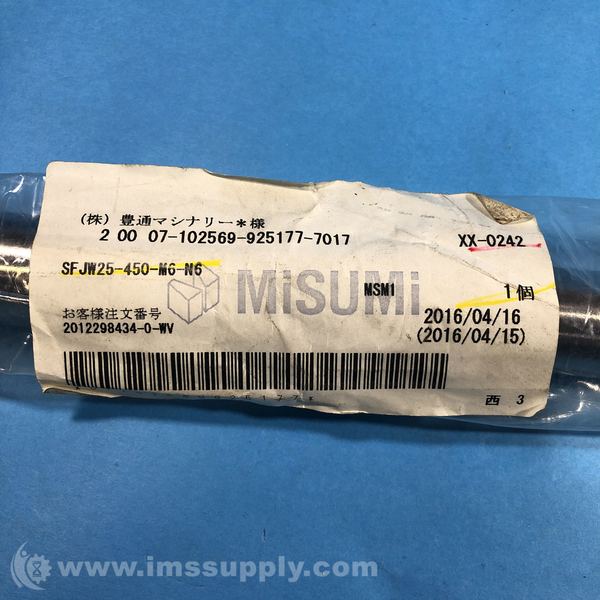 (株) 豊通マシナリー*様
2 00 07-102569-925177-7017
XX-0242
SFJW25-450-M6-N6
MiSUMi
MSM1
1個
お客様注文番号
2012298434-0-WV
2016/04/16
(2016/04/15)
西 3
www.imssupply.com